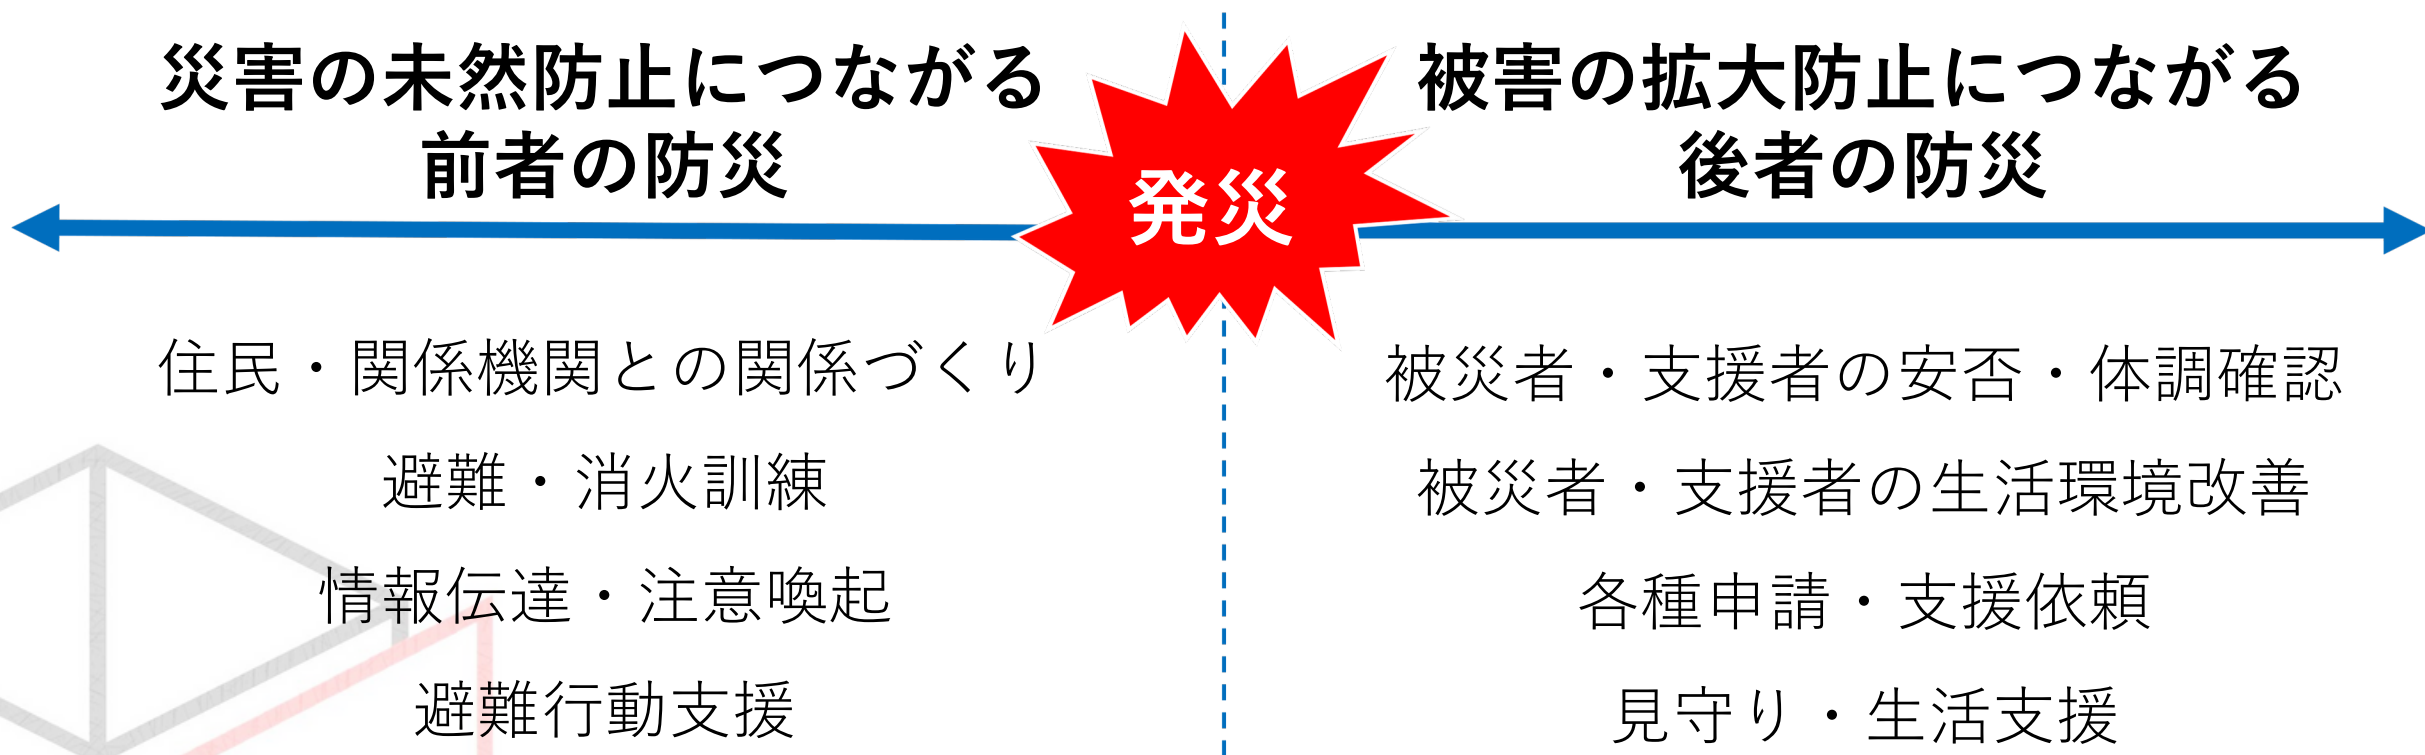 災害の未然防止につながる
前者の防災
発災
被害の拡大防止につながる
後者の防災
住民・関係機関との関係づくり
避難・消火訓練
情報伝達・注意喚起
避難行動支援
被災者・支援者の安否・体調確認
被災者・支援者の生活環境改善
各種申請・支援依頼
見守り・生活支援